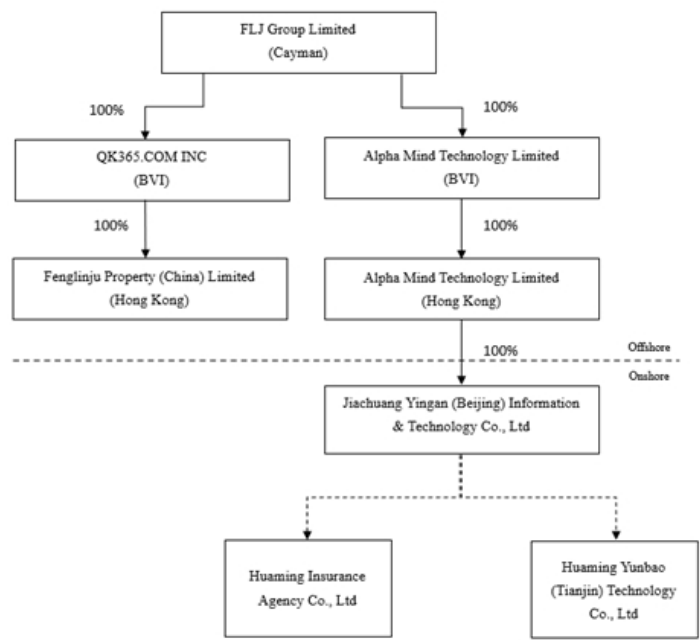 FLJ Group Limited
(Cayman)
100%
100%
QK365.COM INC
(BVI)
Alpha Mind Technology Limited
(BVI)
100%
100%
Fenglinju Property (China) Limited
(Hong Kong)
Alpha Mind Technology Limited
(Hong Kong)
100%
Offshore
Onshore
Jiachuang Yingan (Beijing) Information
& Technology Co., Ltd
Huaming Insurance
Agency Co., Ltd
Huaming Yunbao
(Tianjin) Technology
Co., Ltd